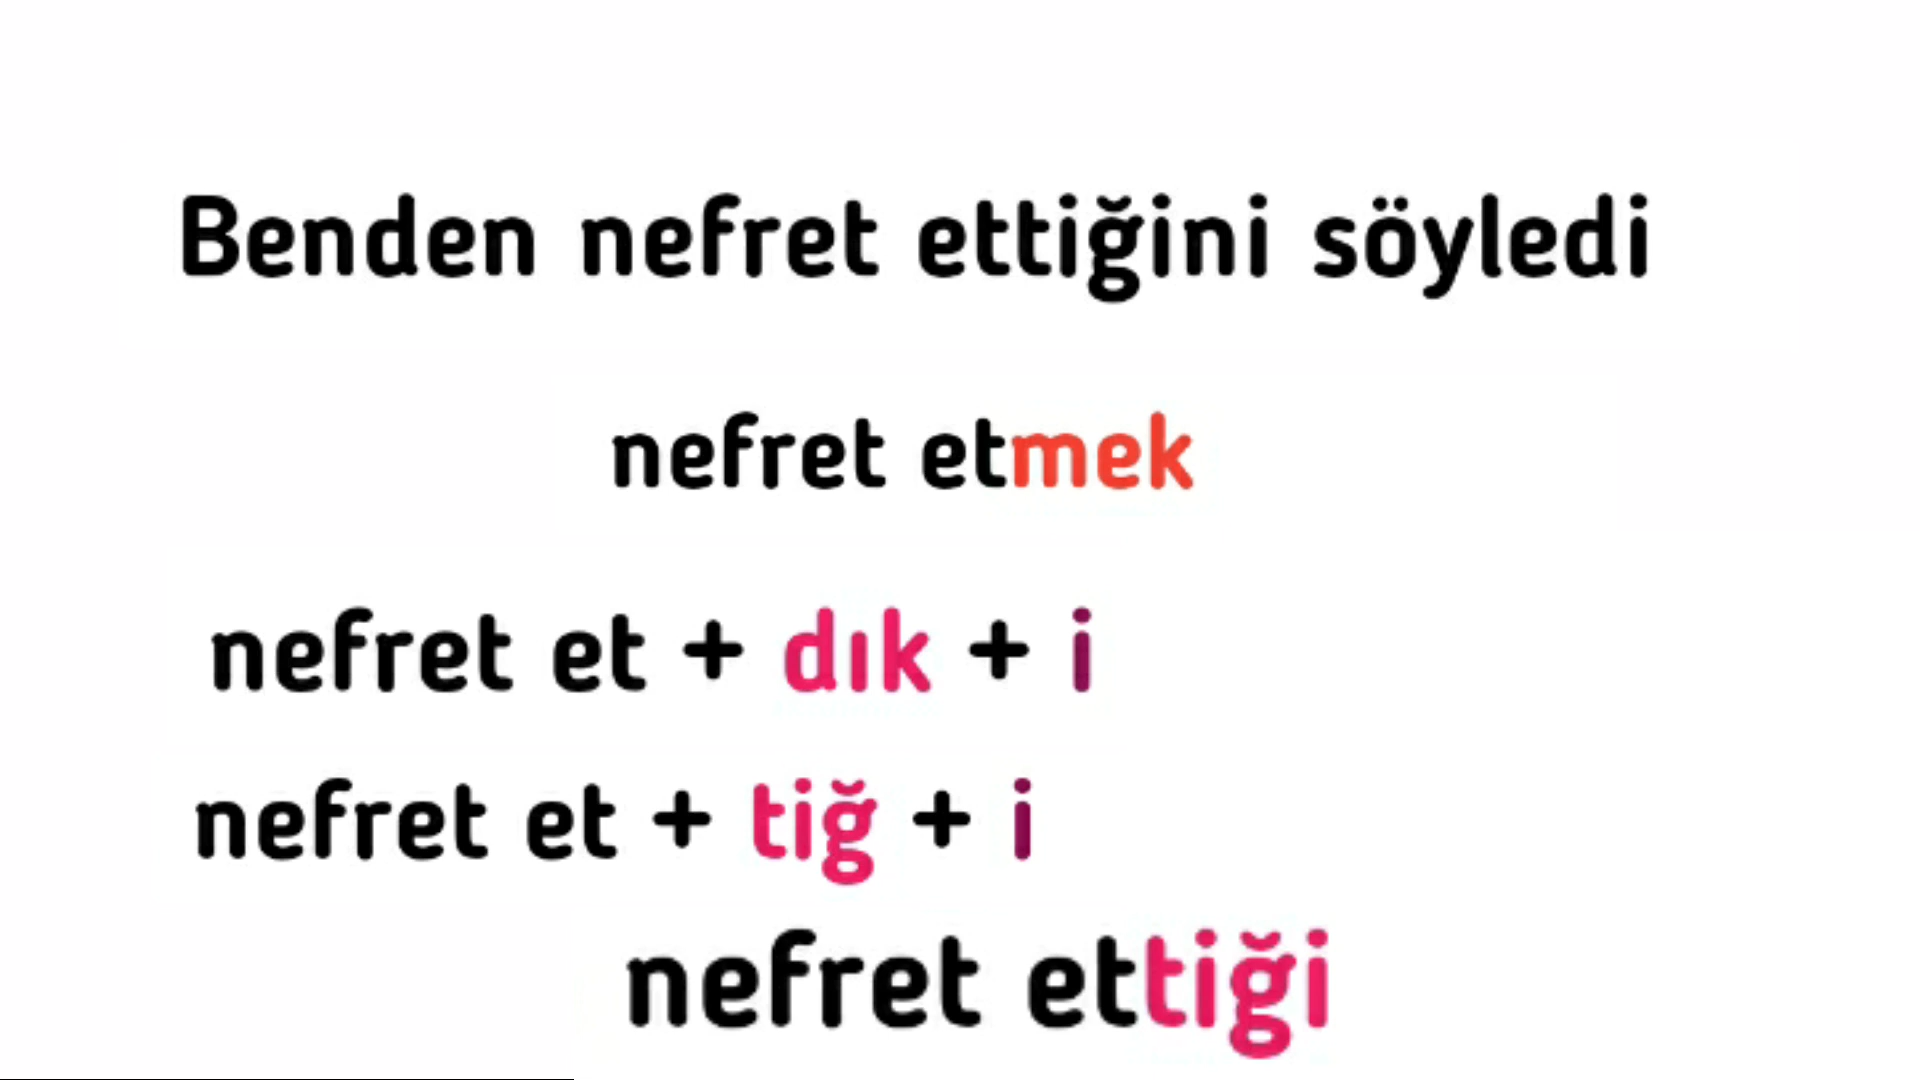 Benden nefret ettiğini söyledi
nefret etmek
nefret et + dık + i
nefret et + tiğ + i
nefret ettiği